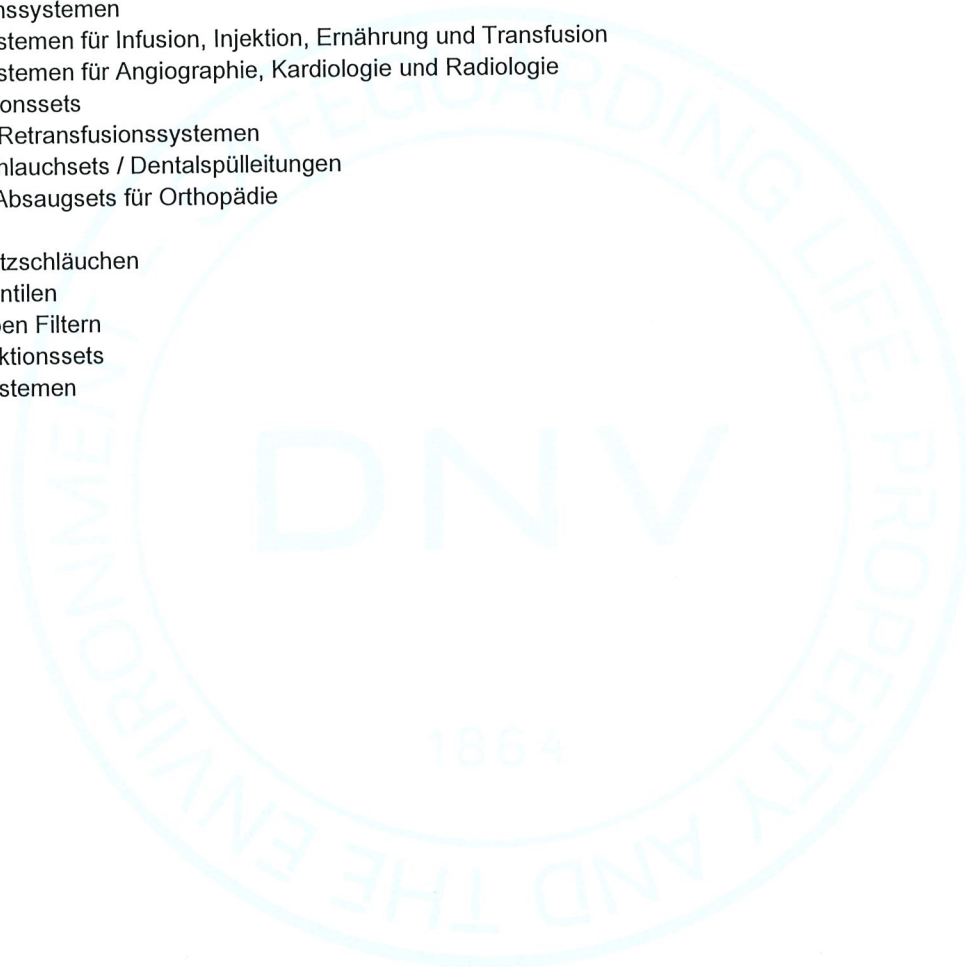 nssystemen
stemen für Infusion, Injektion, Ernährung und Transfusion
stemen für Angiographie, Kardiologie und Radiologie
onssets
Retransfusionssystemen
hlauchsets / Dentalspülleitungen
Absaugsets für Orthopädie
tzschläuchen
ntilen
en Filtern
ktionssets
stemen
SAFEGUARDING LIFE, PROPERTY AND THE ENVIRONMENT
DNV
1864